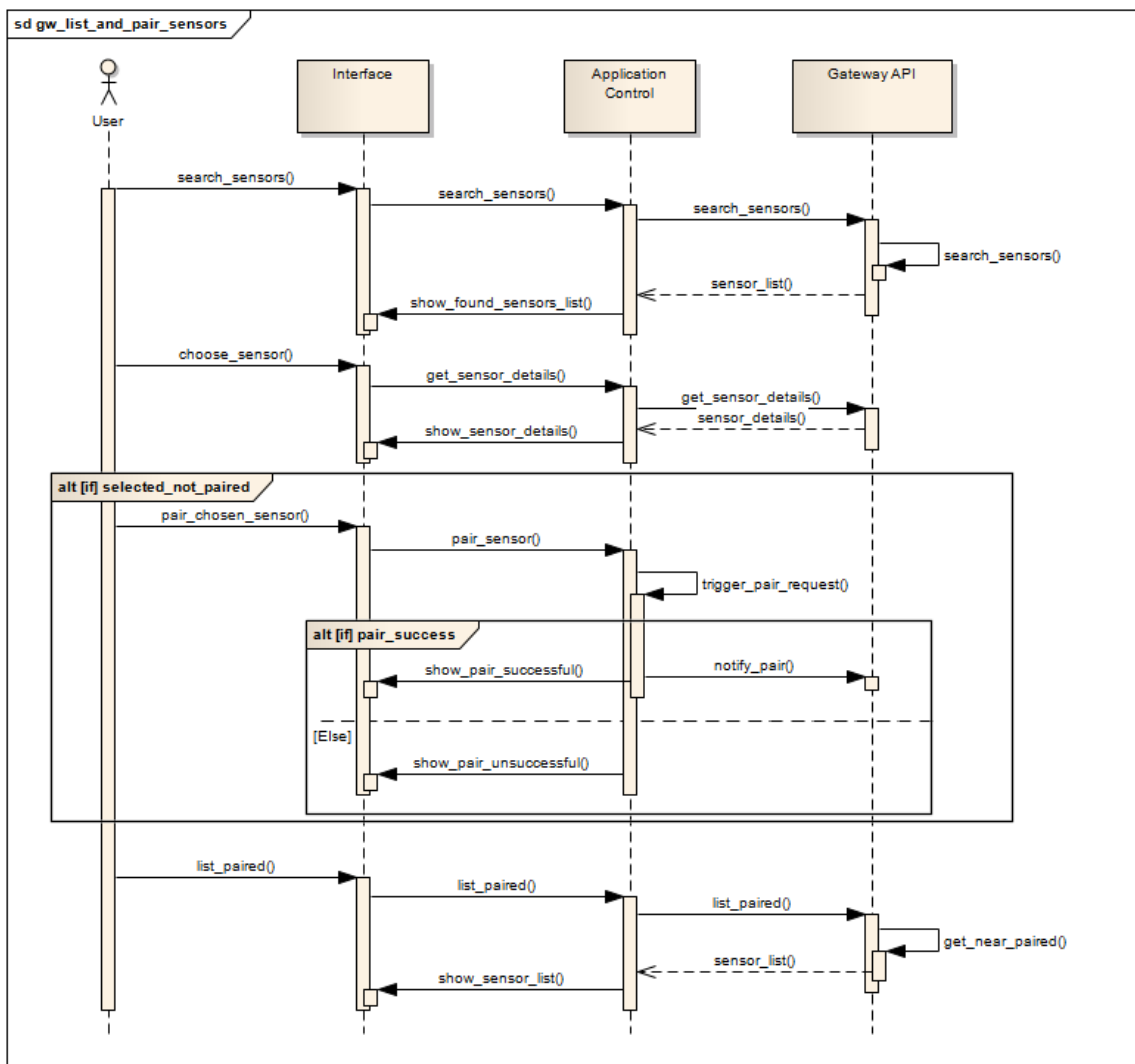 sd gw_list_and_pair_sensors
User
Interface
Application
Control
Gateway API
search_sensors()
search_sensors()
search_sensors()
search_sensors()
sensor_list()
show_found_sensors_list()
choose_sensor()
get_sensor_details()
get_sensor_details()
sensor_details()
show_sensor_details()
alt [if] selected_not_paired
pair_chosen_sensor()
pair_sensor()
trigger_pair_request()
alt [if] pair_success
show_pair_successful()
notify_pair()
[Else]
show_pair_unsuccessful()
list_paired()
list_paired()
list_paired()
get_near_paired()
sensor_list()
show_sensor_list()